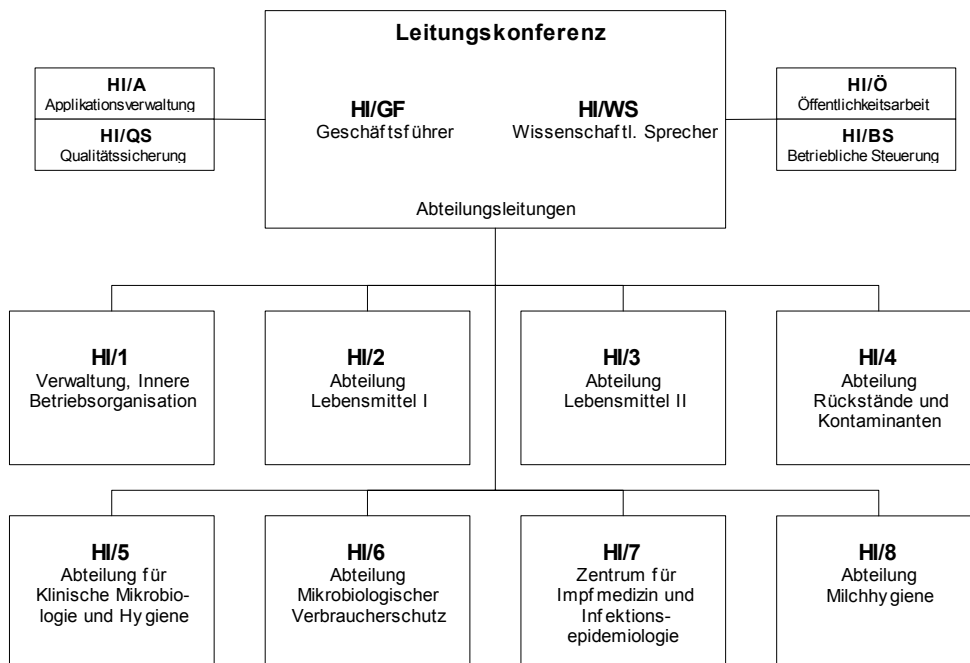 Leitungskonferenz
HI/A
Applikationsverwaltung
HI/QS
Qualitätssicherung
HI/GF
Geschäftsführer
HI/WS
Wissenschaftl. Sprecher
HI/Ö
Öffentlichkeitsarbeit
HI/BS
Betriebliche Steuerung
Abteilungsleitungen
HI/1
Verwaltung, Innere
Betriebsorganisation
HI/2
Abteilung
Lebensmittel I
HI/3
Abteilung
Lebensmittel II
HI/4
Abteilung
Rückstände und
Kontaminanten
HI/5
Abteilung für
Klinische Mikrobio-
logie und Hygiene
HI/6
Abteilung
Mikrobiologischer
Verbraucherschutz
HI/7
Zentrum für
Impfmedizin und
Infektions-
epidemiologie
HI/8
Abteilung
Milchhygiene